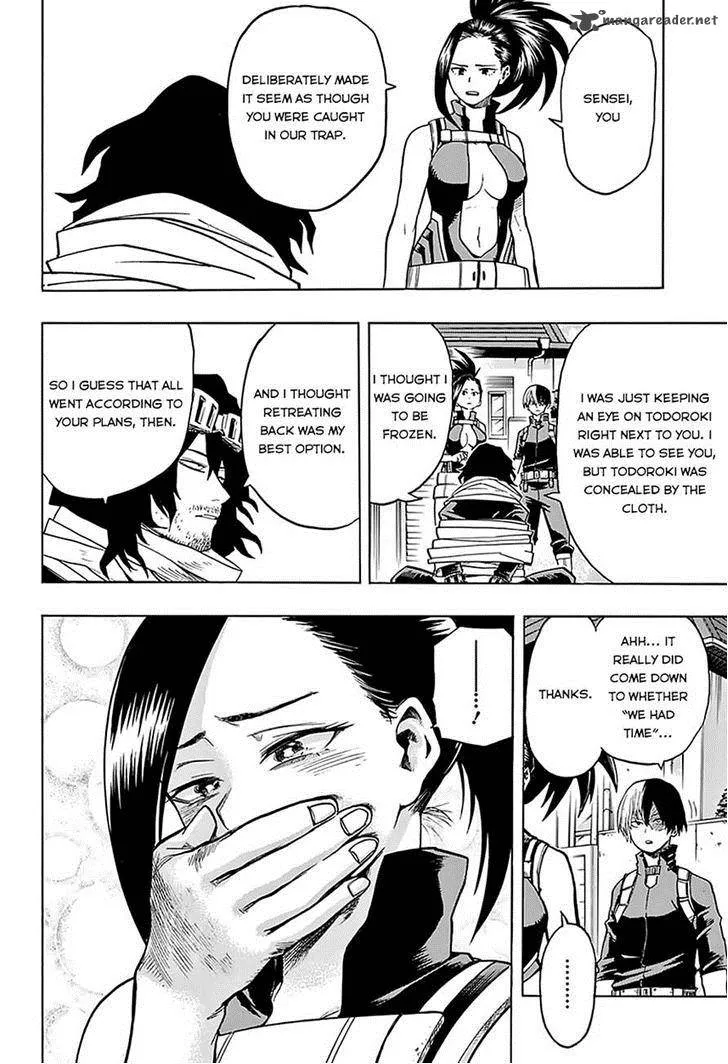 mangareader.net
SENSEI,
YOU
DELIBERATELY MADE
IT SEEM AS THOUGH
YOU WERE CAUGHT
IN OUR TRAP.
I WAS JUST KEEPING
AN EYE ON TODOROKI
RIGHT NEXT TO YOU. I
WAS ABLE TO SEE YOU,
BUT TODOROKI WAS
CONCEALED BY THE
CLOTH.
I THOUGHT I
WAS GOING
TO BE
FROZEN.
AND I THOUGHT
RETREATING
BACK WAS MY
BEST OPTION.
SO I GUESS THAT ALL
WENT ACCORDING TO
YOUR PLANS, THEN.
AHH... IT
REALLY DID
COME DOWN
TO WHETHER
"WE HAD
TIME"...
THANKS.
.........
.........